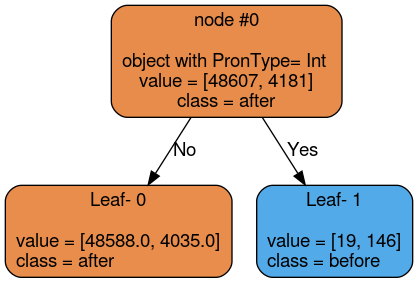 node #0
object with PronType= Int
value = [48607, 4181]
class = after
No
Yes
Leaf- 0
value = [48588.0, 4035.0]
class = after
Leaf- 1
value = [19, 146]
class = before